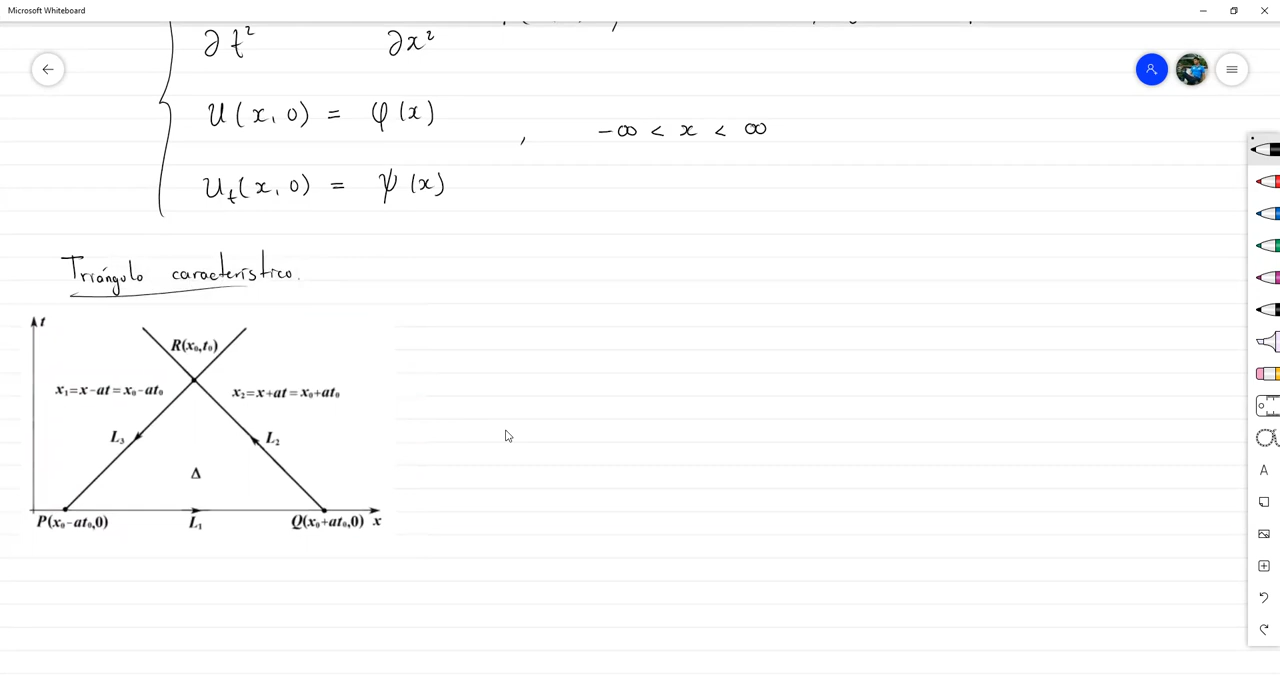 Microsoft Whiteboard
∂t² ∂x²
U(x, 0) = φ(x)
, -∞ < x < ∞
U_t(x, 0) = ψ(x)
Triángulo característico.
t
R(x₀,t₀)
x₁=x-at=x₀-at₀ x₂=x+at=x₀+at₀
L₃ L₂
Δ
P(x₀-at₀,0) L₁ Q(x₀+at₀,0) x
A